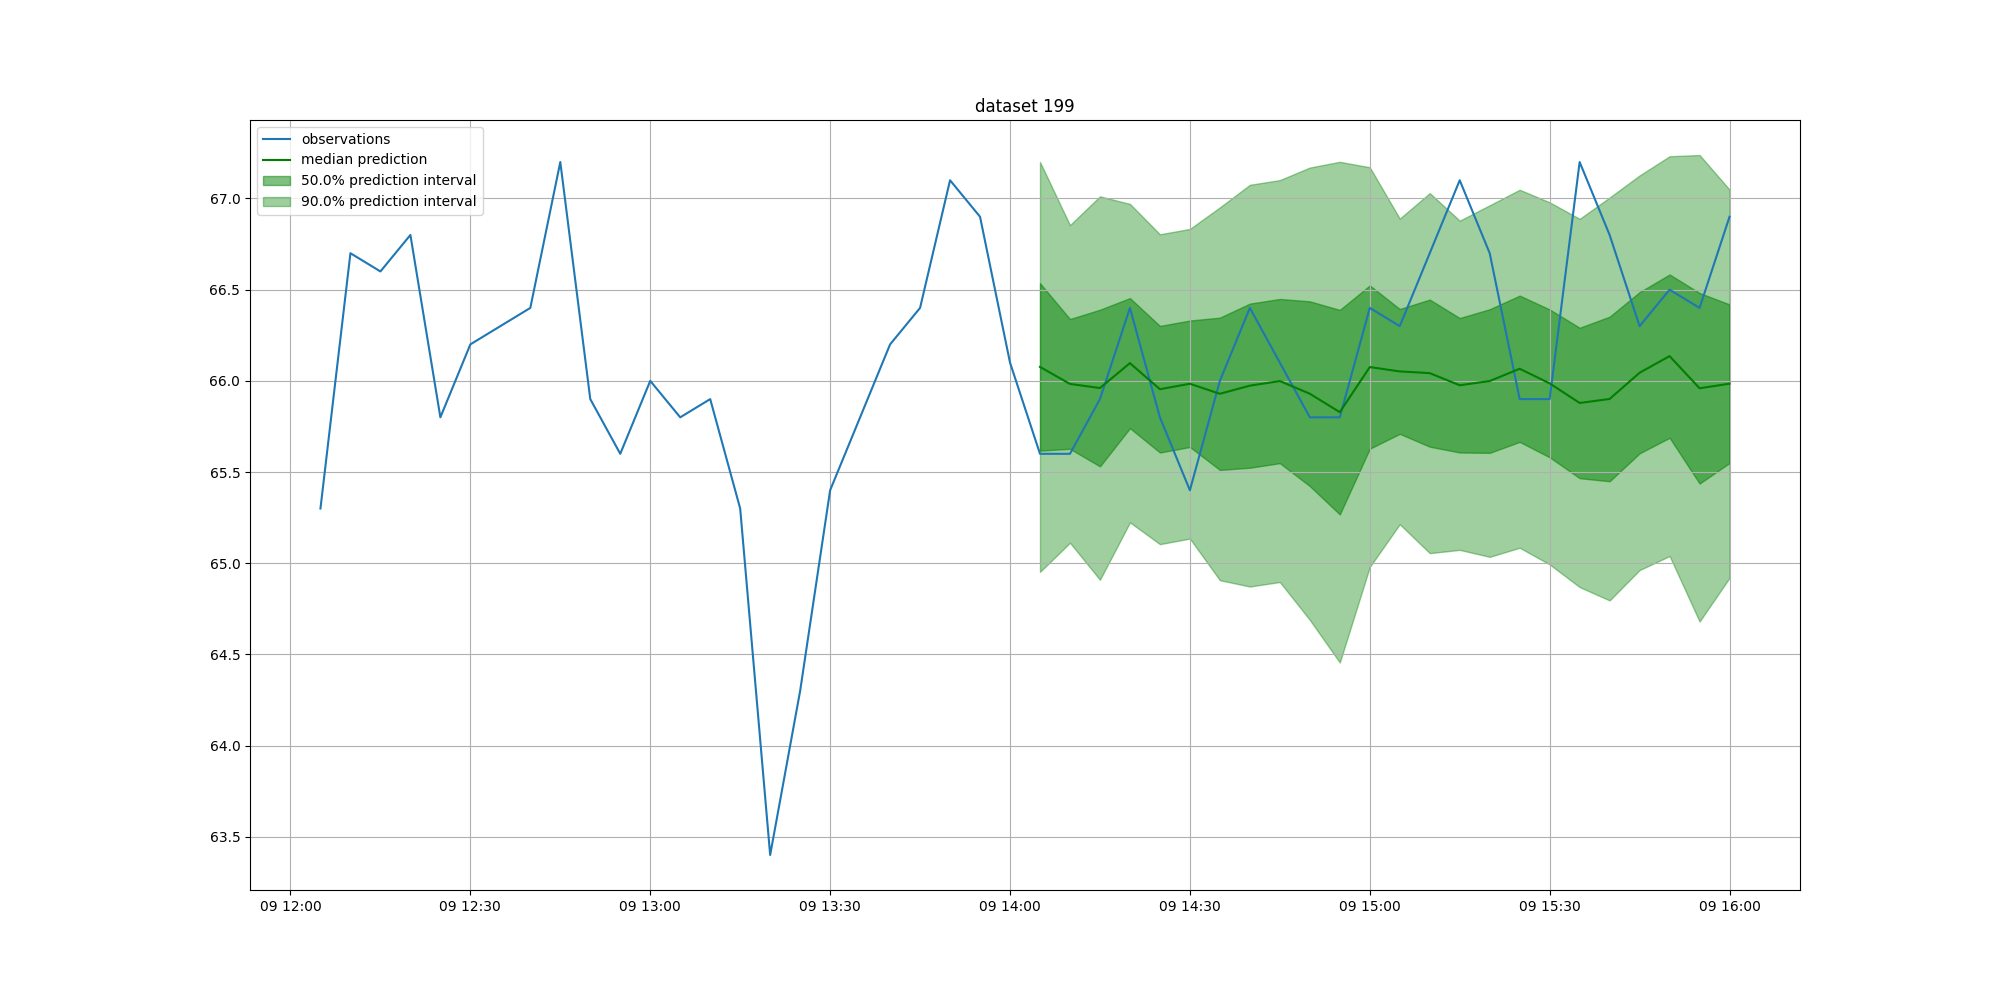 dataset 199
observations
median prediction
50.0% prediction interval
90.0% prediction interval
67.0
66.5
66.0
65.5
65.0
64.5
64.0
63.5
09 12:00 09 12:30 09 13:00 09 13:30 09 14:00 09 14:30 09 15:00 09 15:30 09 16:00